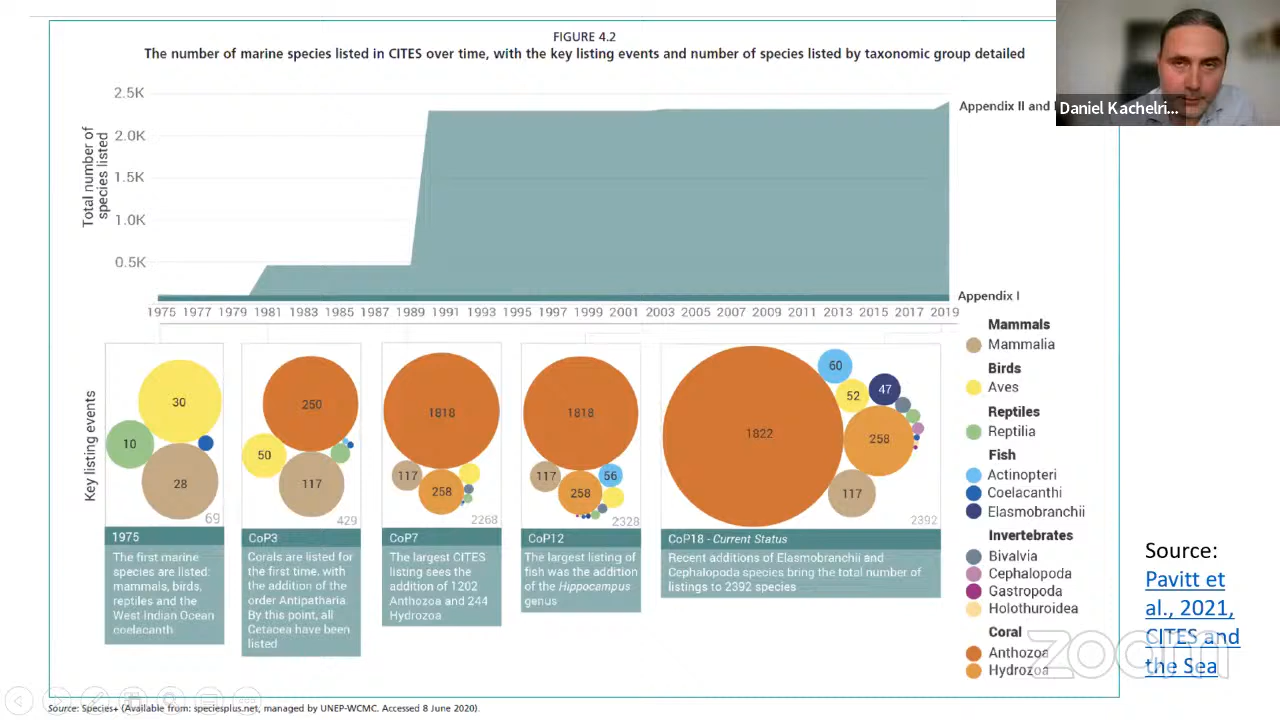 FIGURE 4.2
The number of marine species listed in CITES over time, with the key listing events and number of species listed by taxonomic group detailed
Daniel Kachelri...
Total number of
species listed
2.5K
2.0K
1.5K
1.0K
0.5K
Appendix II and
Appendix I
1975 1977 1979 1981 1983 1985 1987 1989 1991 1993 1995 1997 1999 2001 2003 2005 2007 2009 2011 2013 2015 2017 2019
Key listing events
30
10
28
69
1975
The first marine
species are listed:
mammals, birds,
reptiles and the
West Indian Ocean
coelacanth
250
50
117
429
CoP3
Corals are listed for
the first time, with
the addition of the
order Antipatharia.
By this point, all
Cetacea have been
listed
1818
117
258
2268
CoP7
The largest CITES
listing sees the
addition of 1202
Anthozoa and 244
Hydrozoa
1818
117
56
258
2328
CoP12
The largest listing of
fish was the addition
of the Hippocampus
genus
60
52
47
1822
258
117
2392
CoP18 - Current Status
Recent additions of Elasmobranchii and
Cephalopoda species bring the total number of
listings to 2392 species
Mammals
Mammalia
Birds
Aves
Reptiles
Reptilia
Fish
Actinopteri
Coelacanthi
Elasmobranchii
Invertebrates
Bivalvia
Cephalopoda
Gastropoda
Holothuroidea
Coral
Anthozoa
Hydrozoa
Source:
Pavitt et
al., 2021,
CITES and
the Sea
zoom
Source: Species+ (Available from: speciesplus.net, managed by UNEP-WCMC. Accessed 8 June 2020).